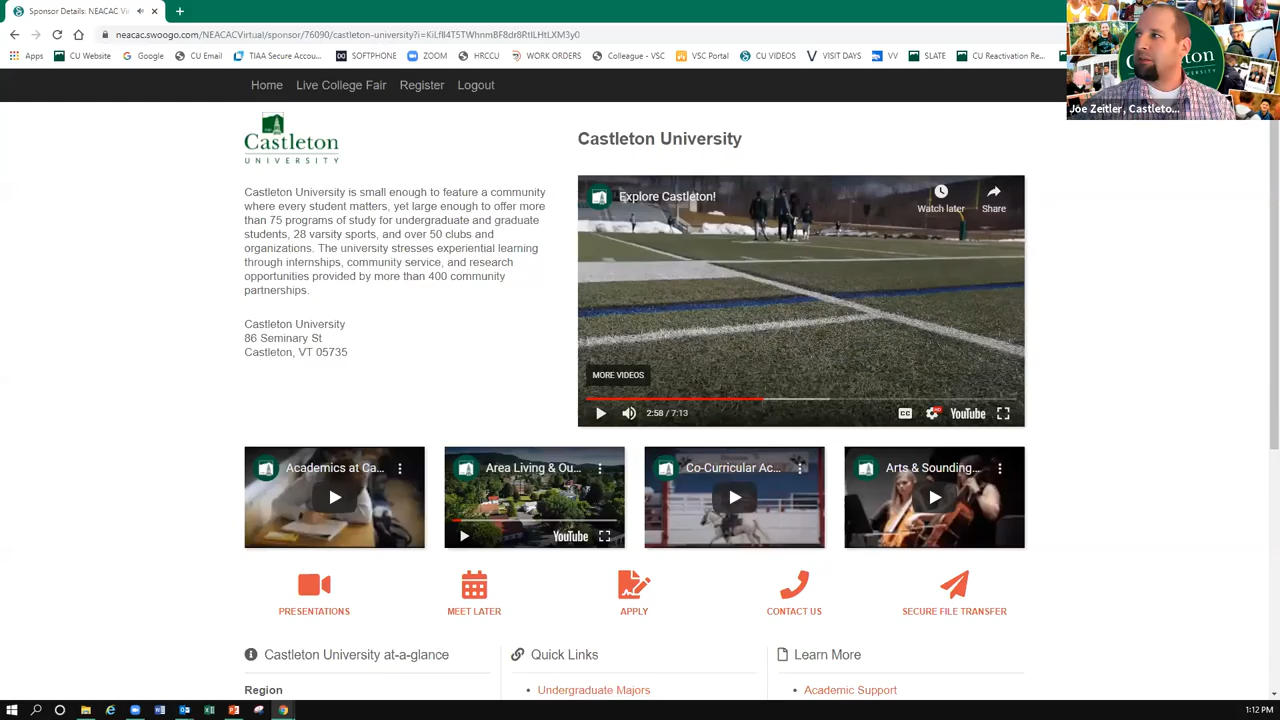 Sponsor Details: NEACAC Virtual
neacac.swoogo.com/NEACACVirtual/sponsor/76090/castleton-university?i=KiLfIl4T5TWhnmBF8dr8RtlLHtLXM3y0
Apps
CU Website
Google
CU Email
TIAA Secure Accou...
SOFTPHONE
ZOOM
HRCCU
WORK ORDERS
Colleague - VSC
VSC Portal
CU VIDEOS
VISIT DAYS
VV
SLATE
CU Reactivation Re...
Joe Zeitler, Castleto...
Home
Live College Fair
Register
Logout
Castleton
UNIVERSITY
Castleton University is small enough to feature a community
where every student matters, yet large enough to offer more
than 75 programs of study for undergraduate and graduate
students, 28 varsity sports, and over 50 clubs and
organizations. The university stresses experiential learning
through internships, community service, and research
opportunities provided by more than 400 community
partnerships.
Castleton University
86 Seminary St
Castleton, VT 05735
Castleton University
Explore Castleton!
Watch later
Share
MORE VIDEOS
2:58 / 7:13
CC
HD
YouTube
Academics at Ca...
Area Living & Ou...
YouTube
Co-Curricular Ac...
Arts & Sounding...
PRESENTATIONS
MEET LATER
APPLY
CONTACT US
SECURE FILE TRANSFER
Castleton University at-a-glance
Region
Quick Links
Undergraduate Majors
Learn More
Academic Support
1:12 PM